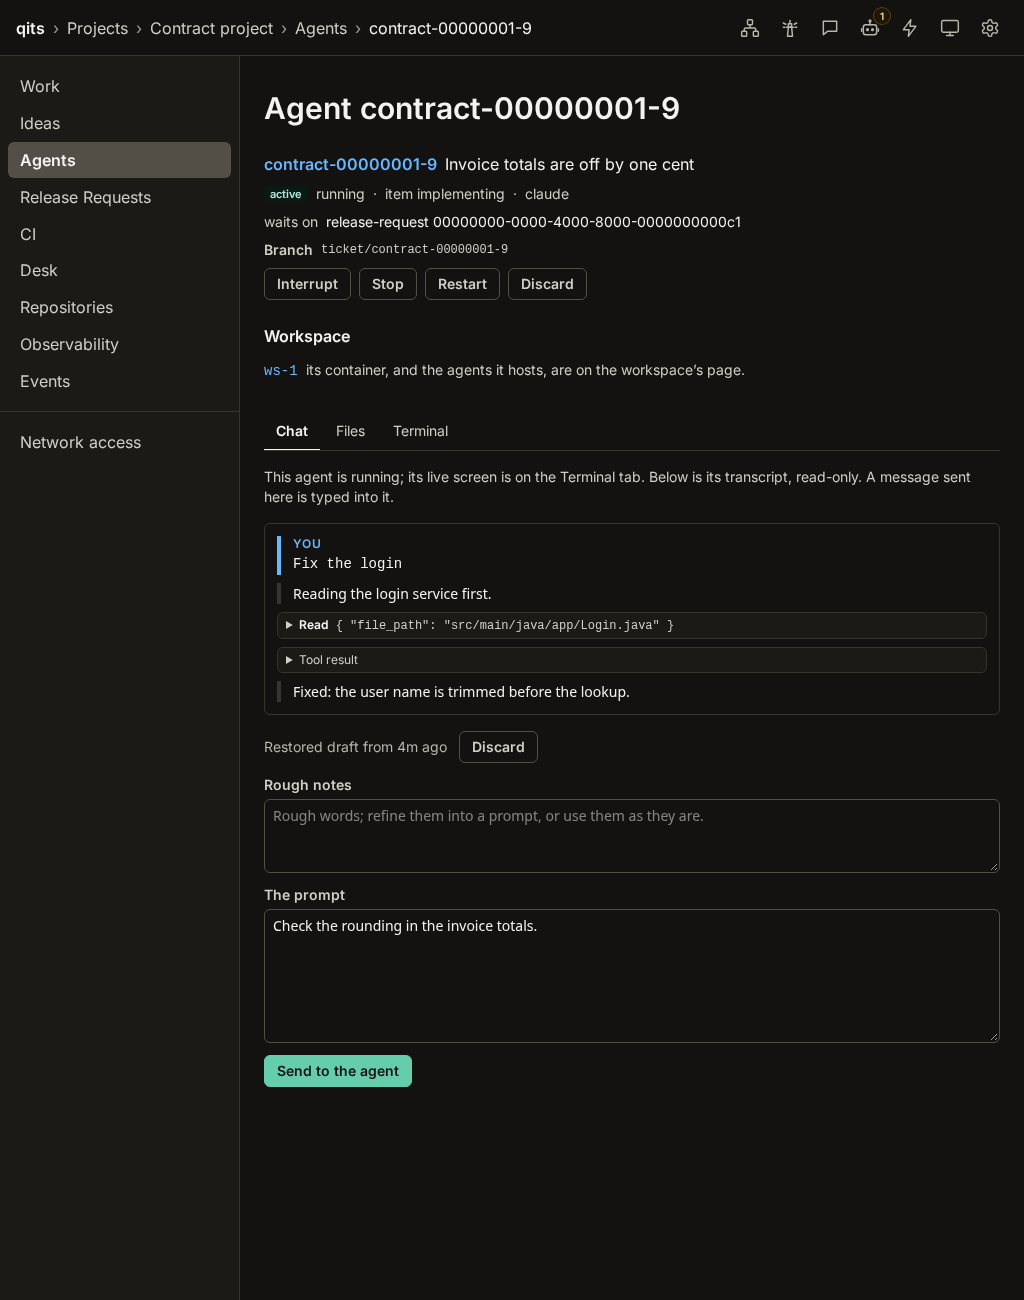 qits › Projects › Contract project › Agents › contract-00000001-9
1
Work
Ideas
Agents
Release Requests
CI
Desk
Repositories
Observability
Events
Network access
Agent contract-00000001-9
contract-00000001-9 Invoice totals are off by one cent
active running · item implementing · claude
waits on release-request 00000000-0000-4000-8000-0000000000c1
Branch ticket/contract-00000001-9
Interrupt Stop Restart Discard
Workspace
ws-1 its container, and the agents it hosts, are on the workspace’s page.
Chat Files Terminal
This agent is running; its live screen is on the Terminal tab. Below is its transcript, read-only. A message sent
here is typed into it.
YOU
Fix the login
Reading the login service first.
Read { "file_path": "src/main/java/app/Login.java" }
Tool result
Fixed: the user name is trimmed before the lookup.
Restored draft from 4m ago Discard
Rough notes
Rough words; refine them into a prompt, or use them as they are.
The prompt
Check the rounding in the invoice totals.
Send to the agent